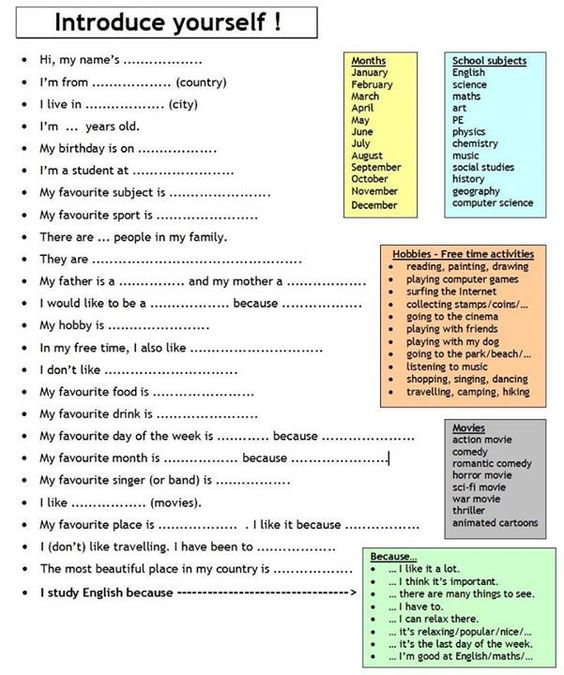 Introduce yourself !
Hi, my name's ..................
I'm from .................. (country)
I live in .................. (city)
I'm ... years old.
My birthday is on ..................
I'm a student at ..............................
My favourite subject is .......................
My favourite sport is .......................
There are ... people in my family.
They are ................................................
My father is a ............... and my mother a ..................
I would like to be a .................. because ..................
My hobby is .......................
In my free time, I also like ..............................
I don't like ..............................
My favourite food is .......................
My favourite drink is .......................
My favourite day of the week is ............ because .....................
My favourite month is ................. because ......................
My favourite singer (or band) is .................
I like ................. (movies).
My favourite place is ................. . I like it because .................
I (don't) like travelling. I have been to ..................
The most beautiful place in my country is ..................
I study English because ---------------------------------->
Months
January
February
March
April
May
June
July
August
September
October
November
December
School subjects
English
science
maths
art
PE
physics
chemistry
music
social studies
history
geography
computer science
Hobbies - Free time activities
reading, painting, drawing
playing computer games
surfing the Internet
collecting stamps/coins/...
going to the cinema
playing with friends
playing with my dog
going to the park/beach/...
listening to music
shopping, singing, dancing
travelling, camping, hiking
Movies
action movie
comedy
romantic comedy
horror movie
sci-fi movie
war movie
thriller
animated cartoons
Because...
... I like it a lot.
... I think it's important.
... there are many things to see.
... I have to.
... I can relax there.
... it's relaxing/popular/nice/...
... it's the last day of the week.
... I'm good at English/maths/...